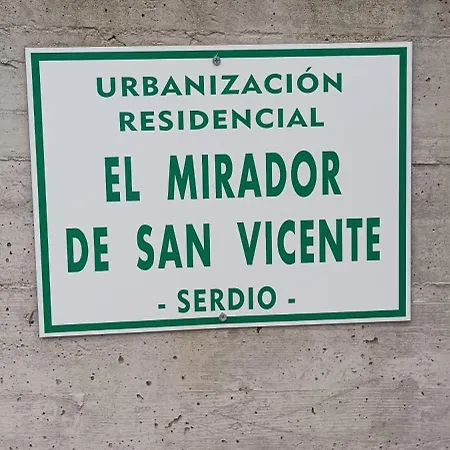 URBANIZACIÓN
RESIDENCIAL
EL MIRADOR
DE SAN VICENTE
- SERDIO -